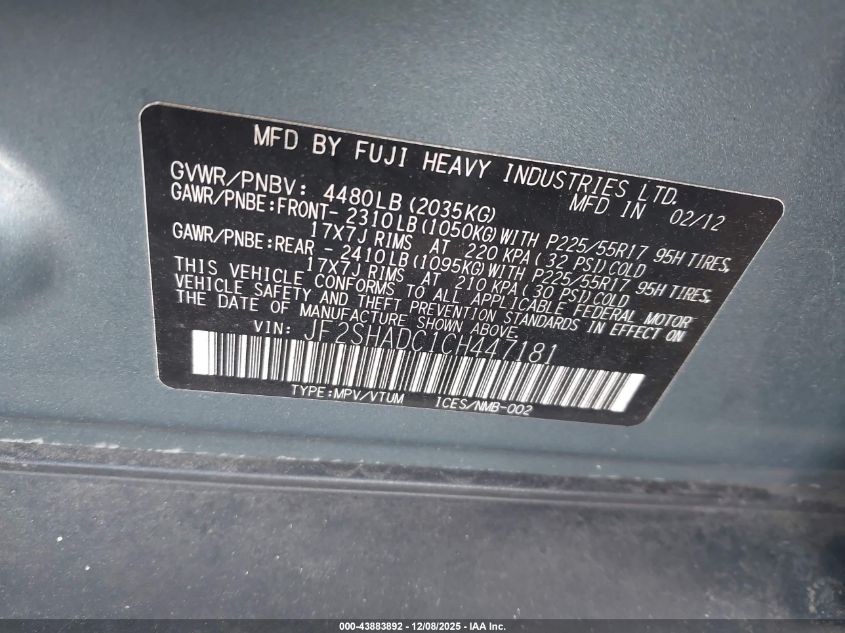 MFD BY FUJI HEAVY INDUSTRIES LTD.
GVWR/PNBV: 4480LB(2035KG) MFD IN 02/12
GAWR/PNBE:FRONT- 2310LB(1050KG)WITH P225/55R17 95H TIRES,
17X7J RIMS AT 220 KPA(32 PSI)COLD
GAWR/PNBE:REAR - 2410LB(1095KG)WITH P225/55R17 95H TIRES,
17X7J RIMS AT 210 KPA(30 PSI)COLD
THIS VEHICLE CONFORMS TO ALL APPLICABLE FEDERAL MOTOR
VEHICLE SAFETY AND THEFT PREVENTION STANDARDS IN EFFECT ON
THE DATE OF MANUFACTURE SHOWN ABOVE.
VIN: JF2SHADC1CH447181
TYPE:MPV/VTUM ICES/NMB-002
000-43883892 - 12/08/2025 - IAA Inc.